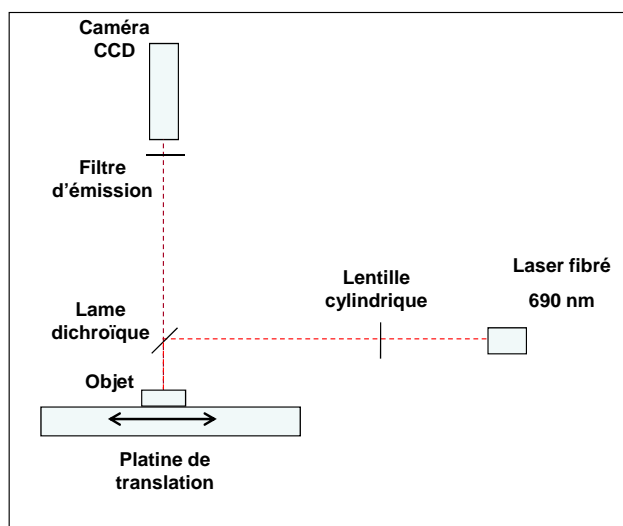 Caméra
CCD
Filtre
d'émission
Lentille
cylindrique
Laser fibré
690 nm
Lame
dichroïque
Objet
Platine de
translation